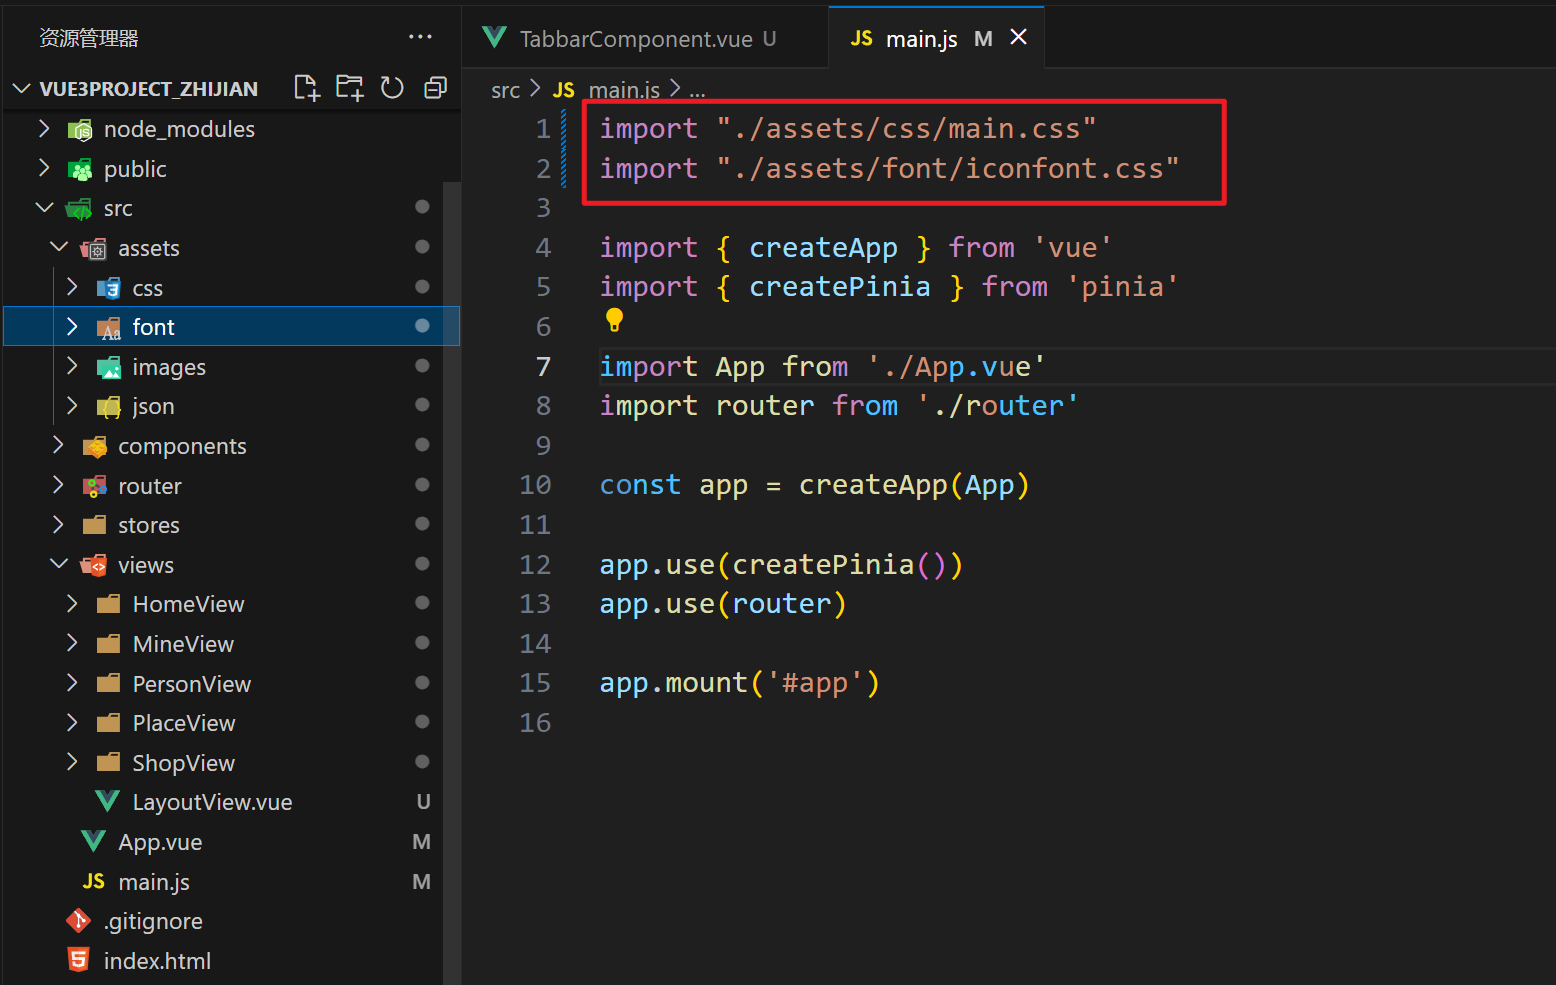 资源管理器
VUE3PROJECT_ZHIJIAN
node_modules
public
src
assets
css
font
images
json
components
router
stores
views
HomeView
MineView
PersonView
PlaceView
ShopView
LayoutView.vue U
App.vue M
JS main.js M
.gitignore
index.html
TabbarComponent.vue U
JS main.js M
src > JS main.js > ...
1 import "./assets/css/main.css"
2 import "./assets/font/iconfont.css"
3
4 import { createApp } from 'vue'
5 import { createPinia } from 'pinia'
6
7 import App from './App.vue'
8 import router from './router'
9
10 const app = createApp(App)
11
12 app.use(createPinia())
13 app.use(router)
14
15 app.mount('#app')
16